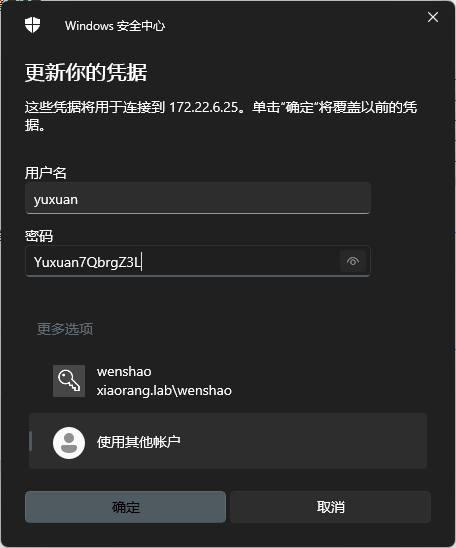 Windows 安全中心
更新你的凭据
这些凭据将用于连接到 172.22.6.25。单击"确定"将覆盖以前的凭
据。
用户名
yuxuan
密码
Yuxuan7QbrgZ3L
更多选项
wenshao
xiaorang.lab\wenshao
使用其他帐户
确定
取消